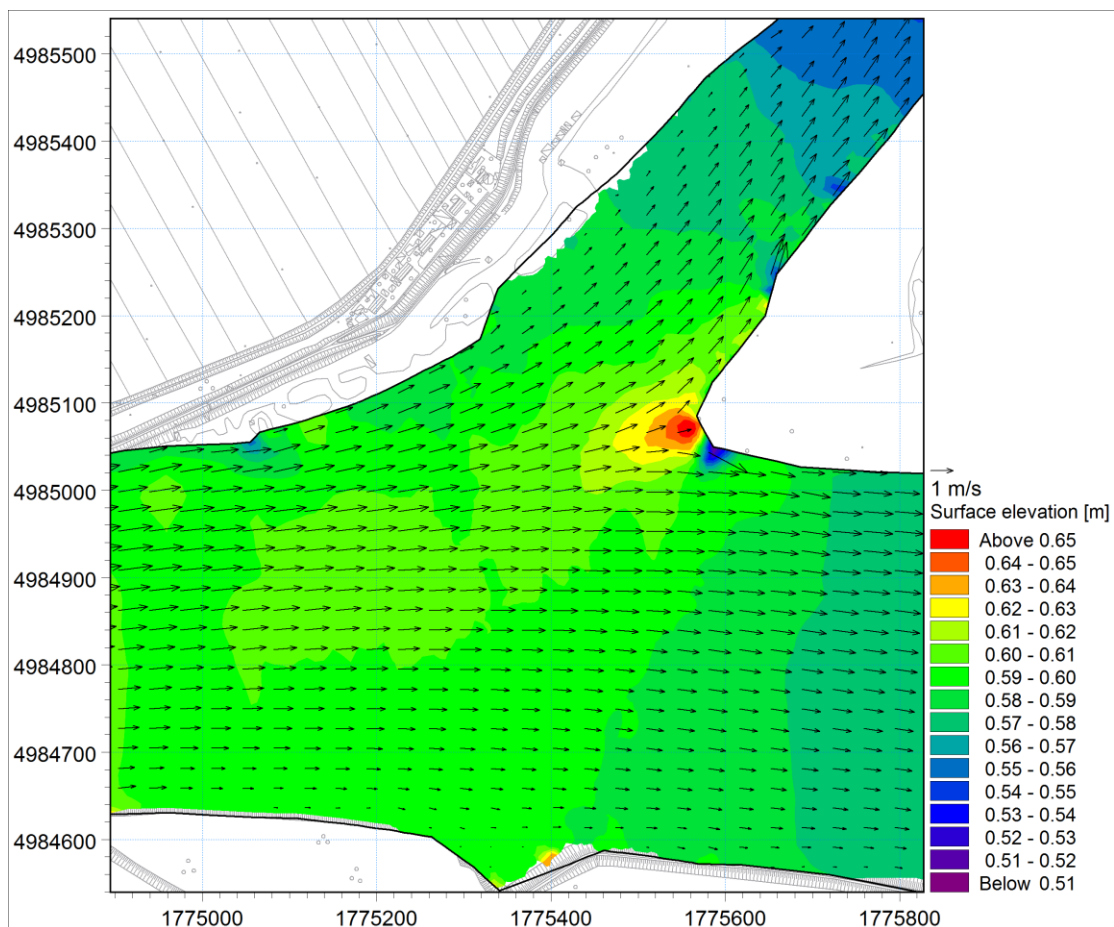 4985500
4985400
4985300
4985200
4985100
4985000
4984900
4984800
4984700
4984600
1775000
1775200
1775400
1775600
1775800
1 m/s
Surface elevation [m]
Above 0.65
0.64 - 0.65
0.63 - 0.64
0.62 - 0.63
0.61 - 0.62
0.60 - 0.61
0.59 - 0.60
0.58 - 0.59
0.57 - 0.58
0.56 - 0.57
0.55 - 0.56
0.54 - 0.55
0.53 - 0.54
0.52 - 0.53
0.51 - 0.52
Below 0.51